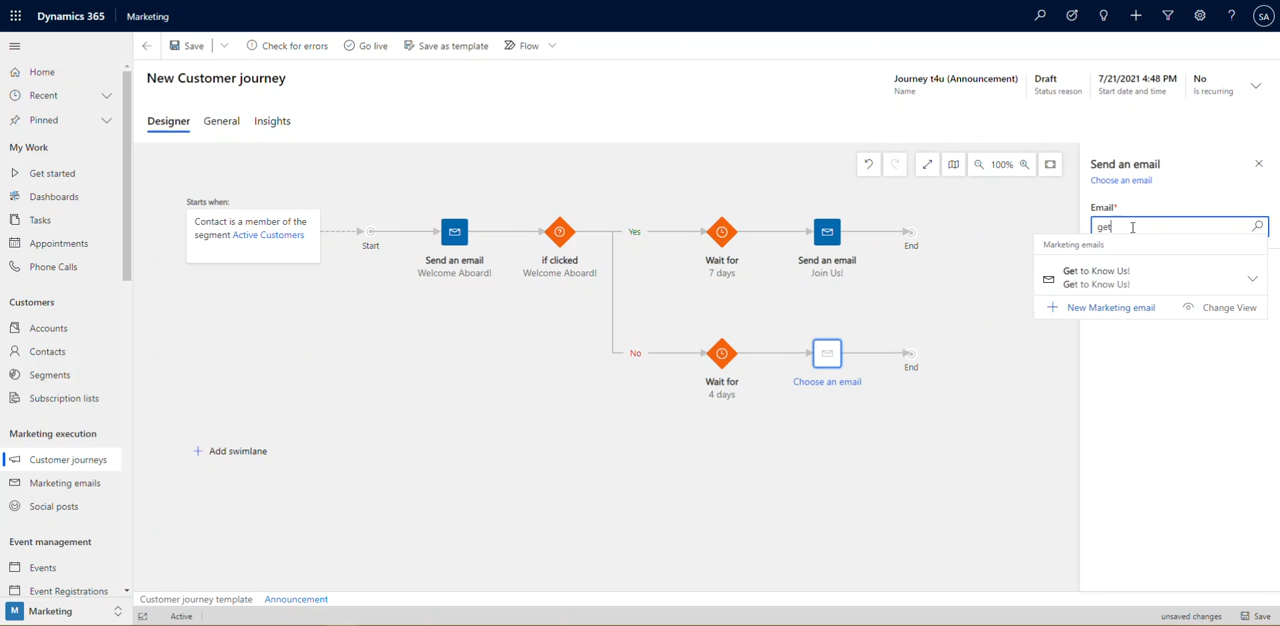 Dynamics 365
Marketing
SA
Save
Check for errors
Go live
Save as template
Flow
Home
Recent
Pinned
My Work
Get started
Dashboards
Tasks
Appointments
Phone Calls
Customers
Accounts
Contacts
Segments
Subscription lists
Marketing execution
Customer journeys
Marketing emails
Social posts
Event management
Events
Event Registrations
M
Marketing
New Customer journey
Journey t4u (Announcement)
Name
Draft
Status reason
7/21/2021 4:48 PM
Start date and time
No
Is recurring
Designer
General
Insights
100%
Starts when:
Contact is a member of the
segment Active Customers
Start
Send an email
Welcome Aboard!
if clicked
Welcome Aboard!
Yes
Wait for
7 days
Send an email
Join Us!
End
No
Wait for
4 days
Choose an email
End
Add swimlane
Send an email
Choose an email
Email*
get
Marketing emails
Get to Know Us!
Get to Know Us!
New Marketing email
Change View
Customer journey template
Announcement
Active
unsaved changes
Save